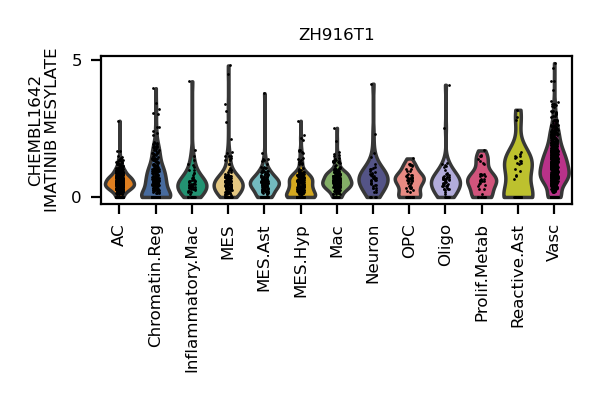 ZH916T1
CHEMBL1642
IMATINIB MESYLATE
5
0
AC
Chromatin.Reg
Inflammatory.Mac
MES
MES.Ast
MES.Hyp
Mac
Neuron
OPC
Oligo
Prolif.Metab
Reactive.Ast
Vasc